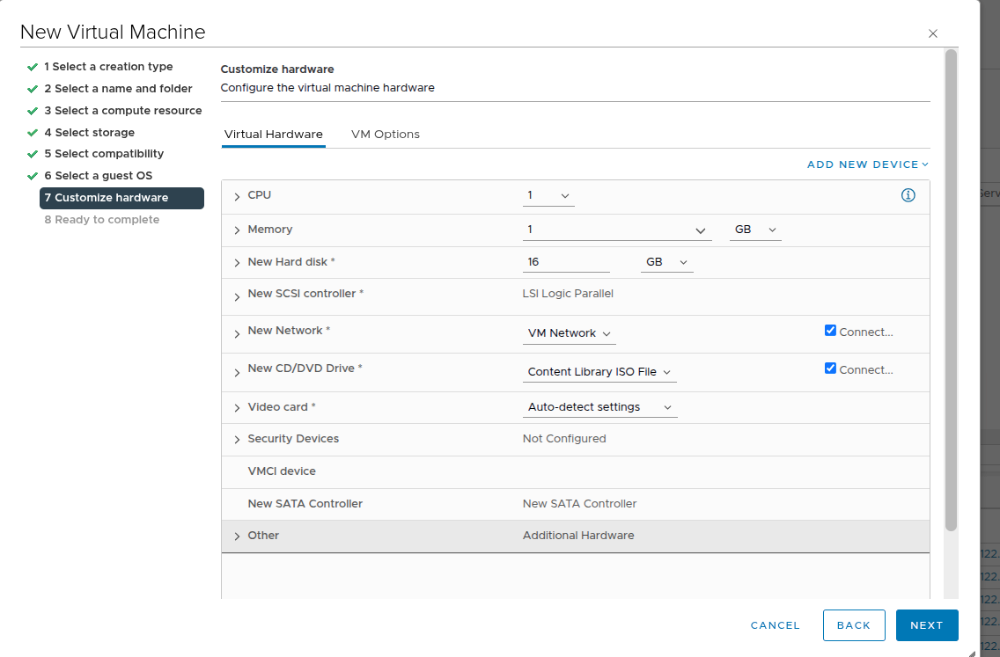 New Virtual Machine
1 Select a creation type
2 Select a name and folder
3 Select a compute resource
4 Select storage
5 Select compatibility
6 Select a guest OS
7 Customize hardware
8 Ready to complete
Customize hardware
Configure the virtual machine hardware
Virtual Hardware VM Options
ADD NEW DEVICE
CPU 1
Memory 1 GB
New Hard disk * 16 GB
New SCSI controller * LSI Logic Parallel
New Network * VM Network Connect...
New CD/DVD Drive * Content Library ISO File Connect...
Video card * Auto-detect settings
Security Devices Not Configured
VMCI device
New SATA Controller New SATA Controller
Other Additional Hardware
CANCEL BACK NEXT
Serv
122.
122.
122.
122.
122.